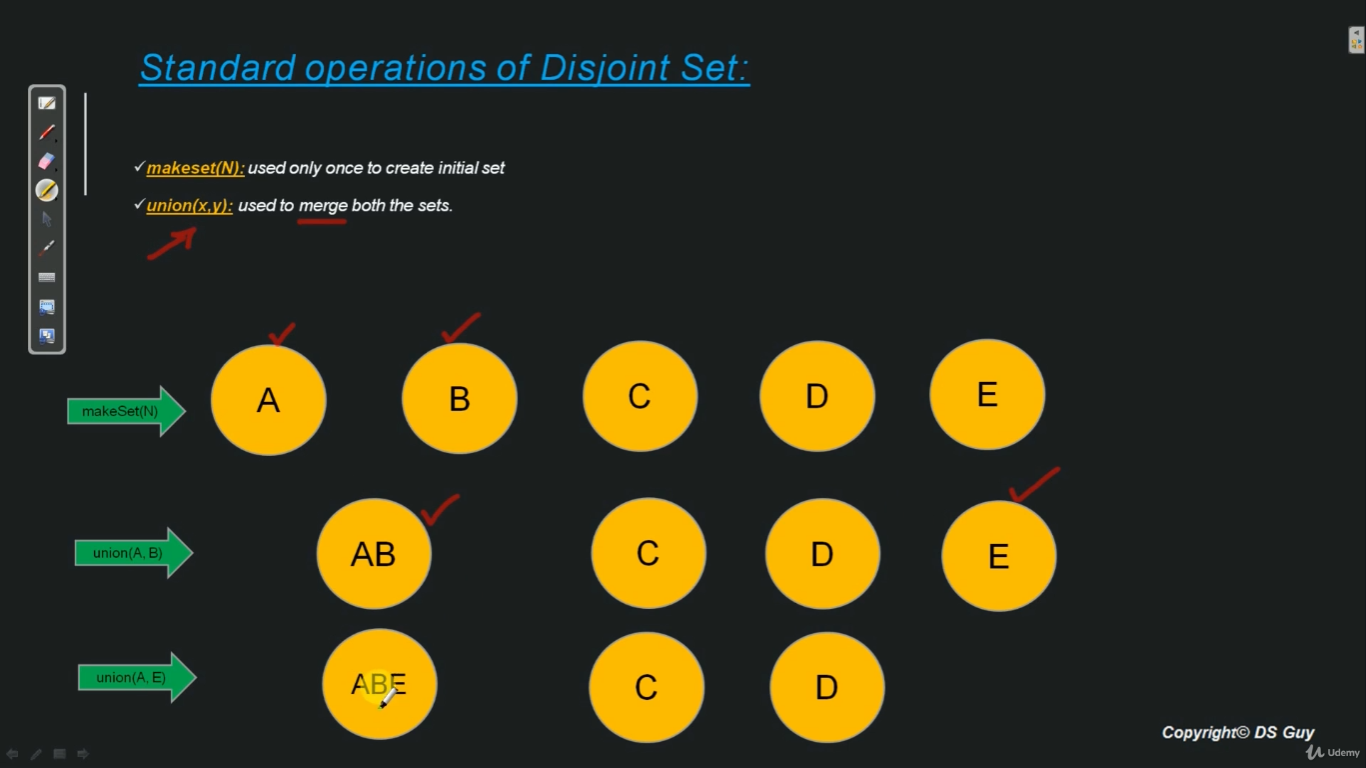 Standard operations of Disjoint Set:
✓makeset(N): used only once to create initial set
✓union(x,y): used to merge both the sets.
makeSet(N)
A B C D E
union(A, B)
AB C D E
union(A, E)
ABE C D
Copyright© DS Guy
Udemy